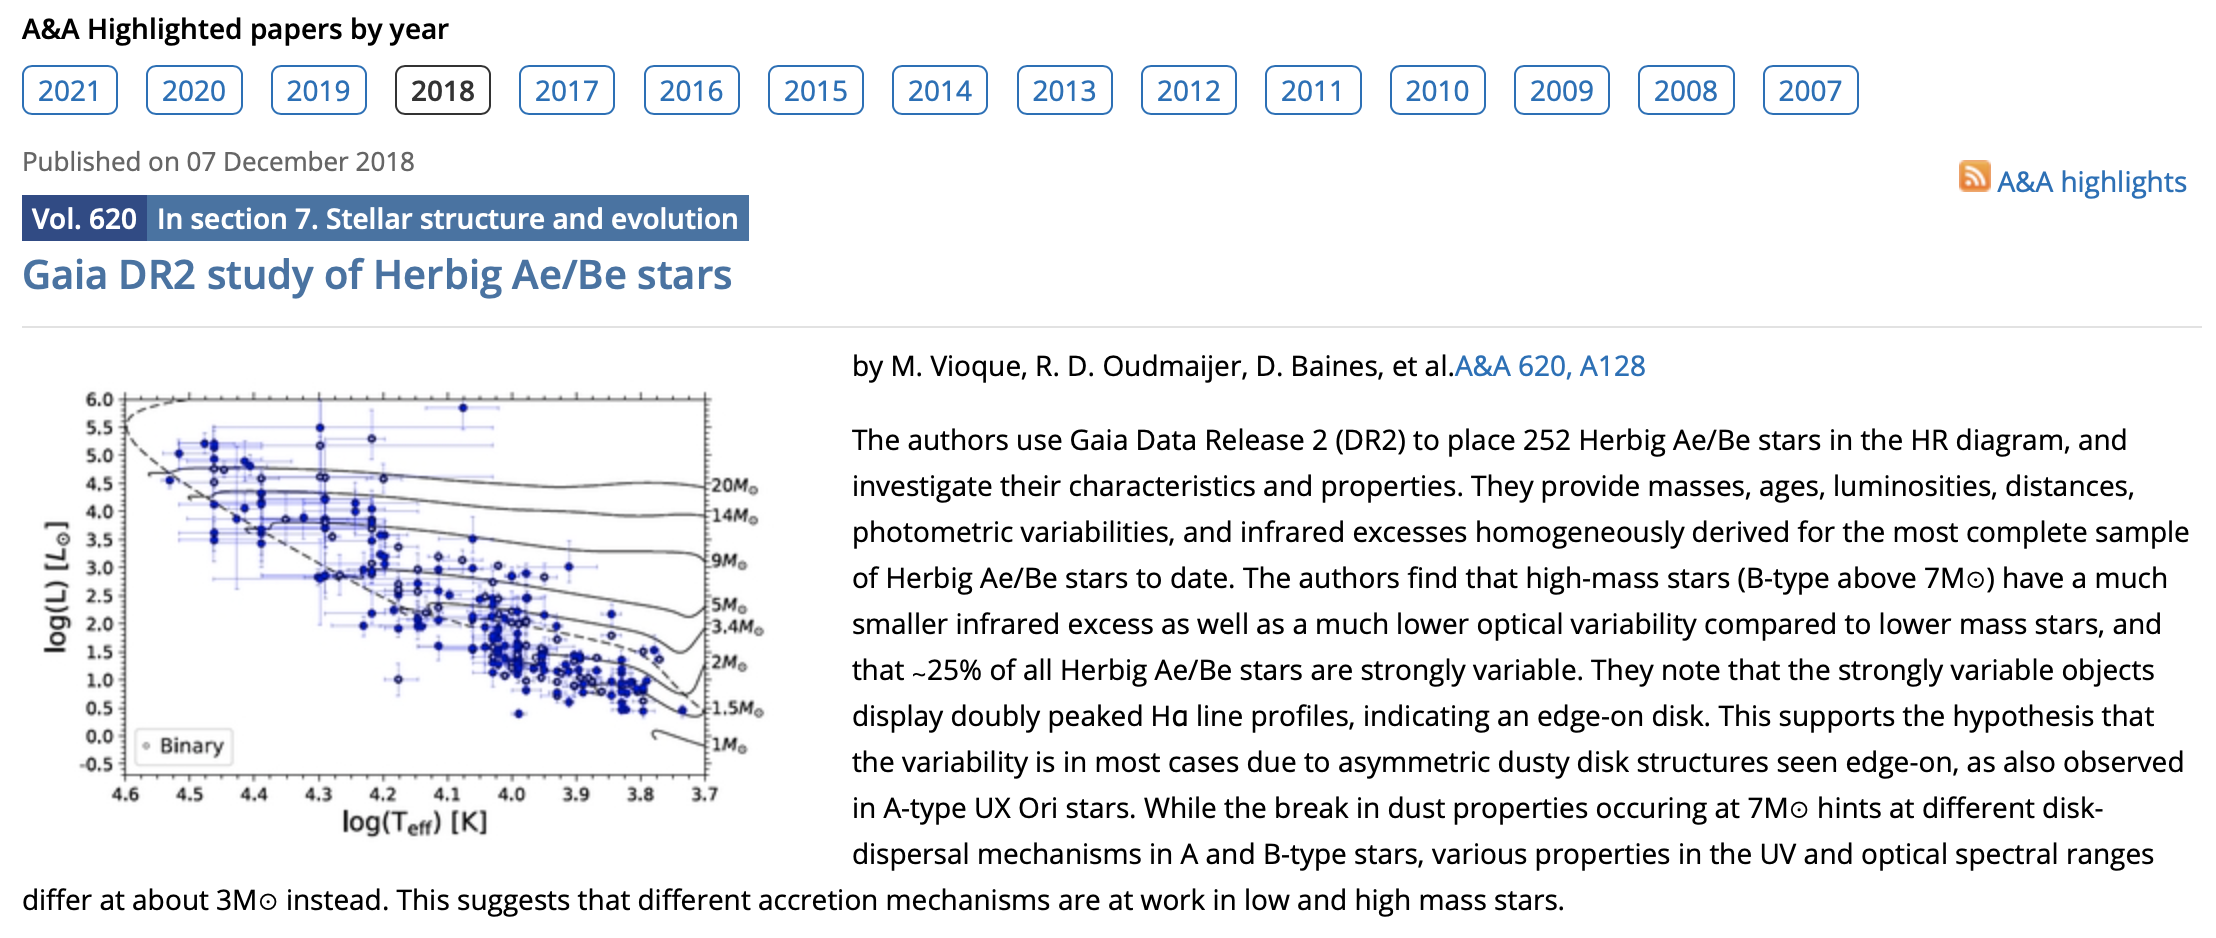 A&A Highlighted papers by year
2021 2020 2019 2018 2017 2016 2015 2014 2013 2012 2011 2010 2009 2008 2007
Published on 07 December 2018
A&A highlights
Vol. 620 In section 7. Stellar structure and evolution
Gaia DR2 study of Herbig Ae/Be stars
6.0
5.5
5.0
4.5
4.0
3.5
3.0
2.5
2.0
1.5
1.0
0.5
0.0
-0.5
log(L) [L⊙]
20M⊙
14M⊙
9M⊙
5M⊙
3.4M⊙
2M⊙
1.5M⊙
1M⊙
Binary
4.6 4.5 4.4 4.3 4.2 4.1 4.0 3.9 3.8 3.7
log(Teff) [K]
by M. Vioque, R. D. Oudmaijer, D. Baines, et al.A&A 620, A128
The authors use Gaia Data Release 2 (DR2) to place 252 Herbig Ae/Be stars in the HR diagram, and
investigate their characteristics and properties. They provide masses, ages, luminosities, distances,
photometric variabilities, and infrared excesses homogeneously derived for the most complete sample
of Herbig Ae/Be stars to date. The authors find that high-mass stars (B-type above 7M⊙) have a much
smaller infrared excess as well as a much lower optical variability compared to lower mass stars, and
that ~25% of all Herbig Ae/Be stars are strongly variable. They note that the strongly variable objects
display doubly peaked Hα line profiles, indicating an edge-on disk. This supports the hypothesis that
the variability is in most cases due to asymmetric dusty disk structures seen edge-on, as also observed
in A-type UX Ori stars. While the break in dust properties occuring at 7M⊙ hints at different disk-
dispersal mechanisms in A and B-type stars, various properties in the UV and optical spectral ranges
differ at about 3M⊙ instead. This suggests that different accretion mechanisms are at work in low and high mass stars.